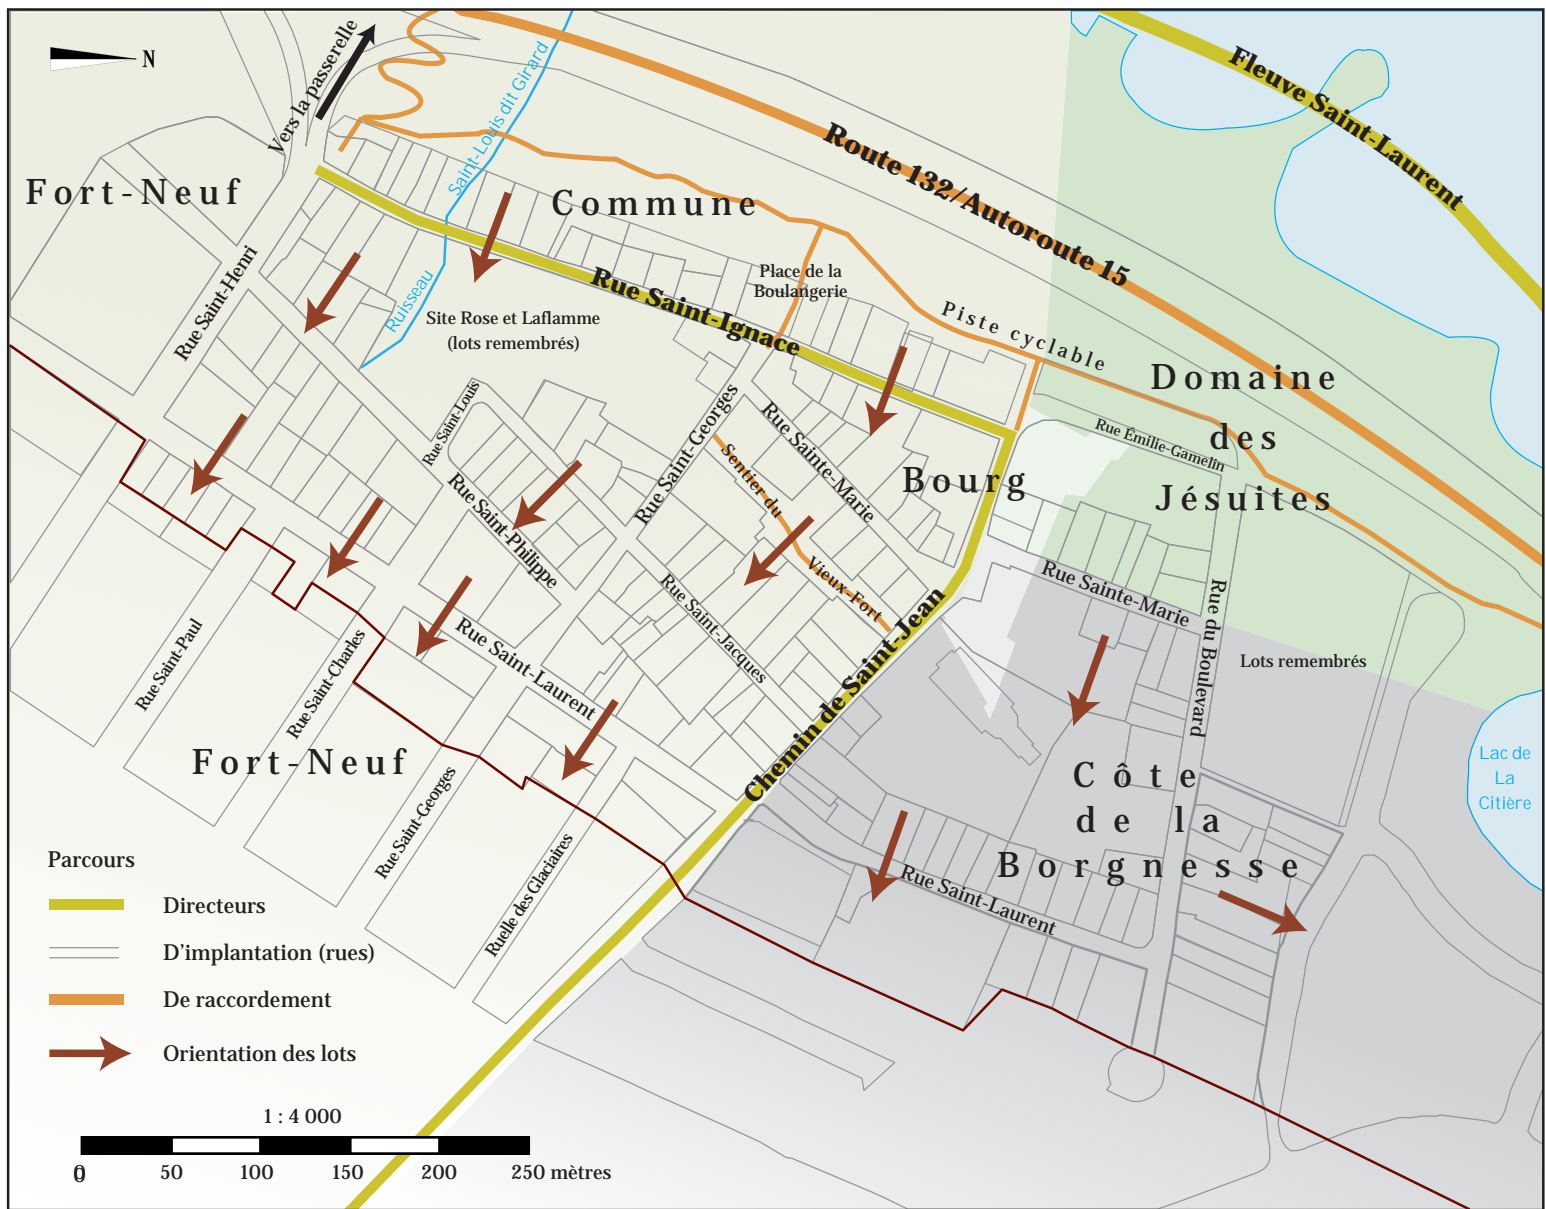 N
Vers la passerelle
Saint-Louis dit Girard
Ruisseau
Fleuve Saint-Laurent
Route 132/Autoroute 15
Fort-Neuf
Commune
Rue Saint-Henri
Place de la
Boulangerie
Rue Saint-Ignace
Site Rose et Laflamme
(lots remembrés)
Piste cyclable
Domaine
des
Jésuites
Rue Émilie-Gamelin
Bourg
Rue Saint-Louis
Rue Saint-Georges
Rue Sainte-Marie
Sentier du
Vieux-Fort
Rue Saint-Philippe
Rue Saint-Jacques
Rue Sainte-Marie
Rue du Boulevard
Lots remembrés
Chemin de Saint-Jean
Rue Saint-Laurent
Rue Saint-Paul
Rue Saint-Charles
Fort-Neuf
Rue Saint-Georges
Ruelle des Glaciaires
Lac de
La
Citière
Côte
de la
Borgnesse
Rue Saint-Laurent
Parcours
Directeurs
D'implantation (rues)
De raccordement
Orientation des lots
1 : 4 000
0 50 100 150 200 250 mètres